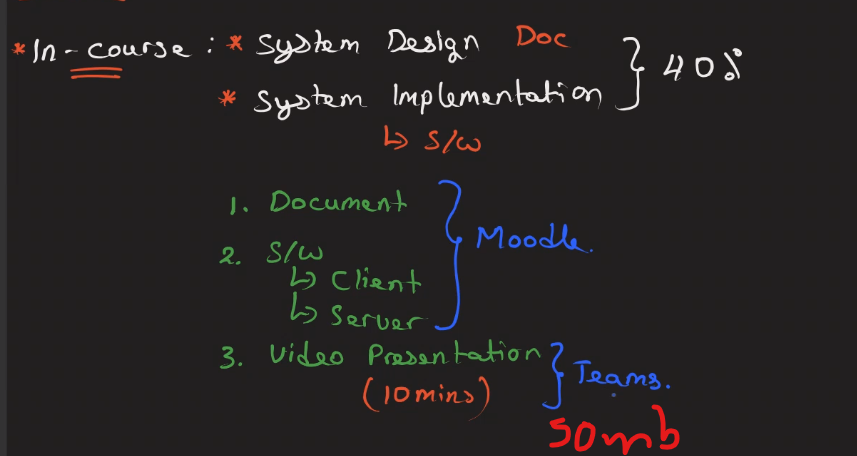 * In-course : * System Design Doc
* System Implementation } 40%
↳ S/W
1. Document
2. S/W
↳ Client
↳ Server
} Moodle.
3. Video Presentation
(10mins)
} Teams.
50mb